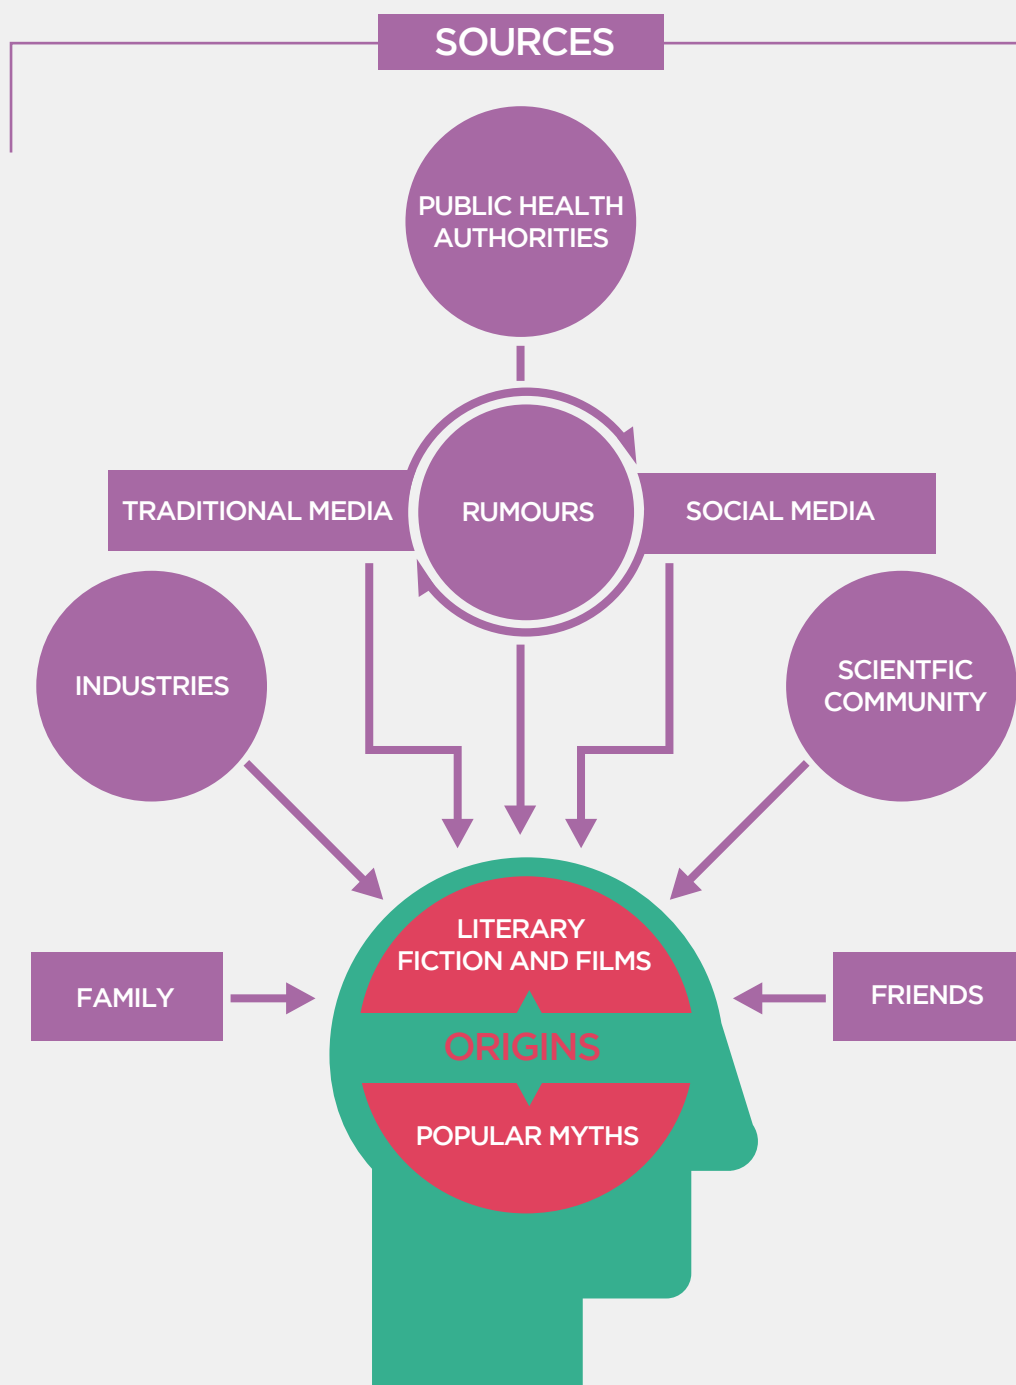 SOURCES
PUBLIC HEALTH
AUTHORITIES
TRADITIONAL MEDIA
RUMOURS
SOCIAL MEDIA
INDUSTRIES
SCIENTFIC
COMMUNITY
LITERARY
FICTION AND FILMS
FAMILY
FRIENDS
ORIGINS
POPULAR MYTHS